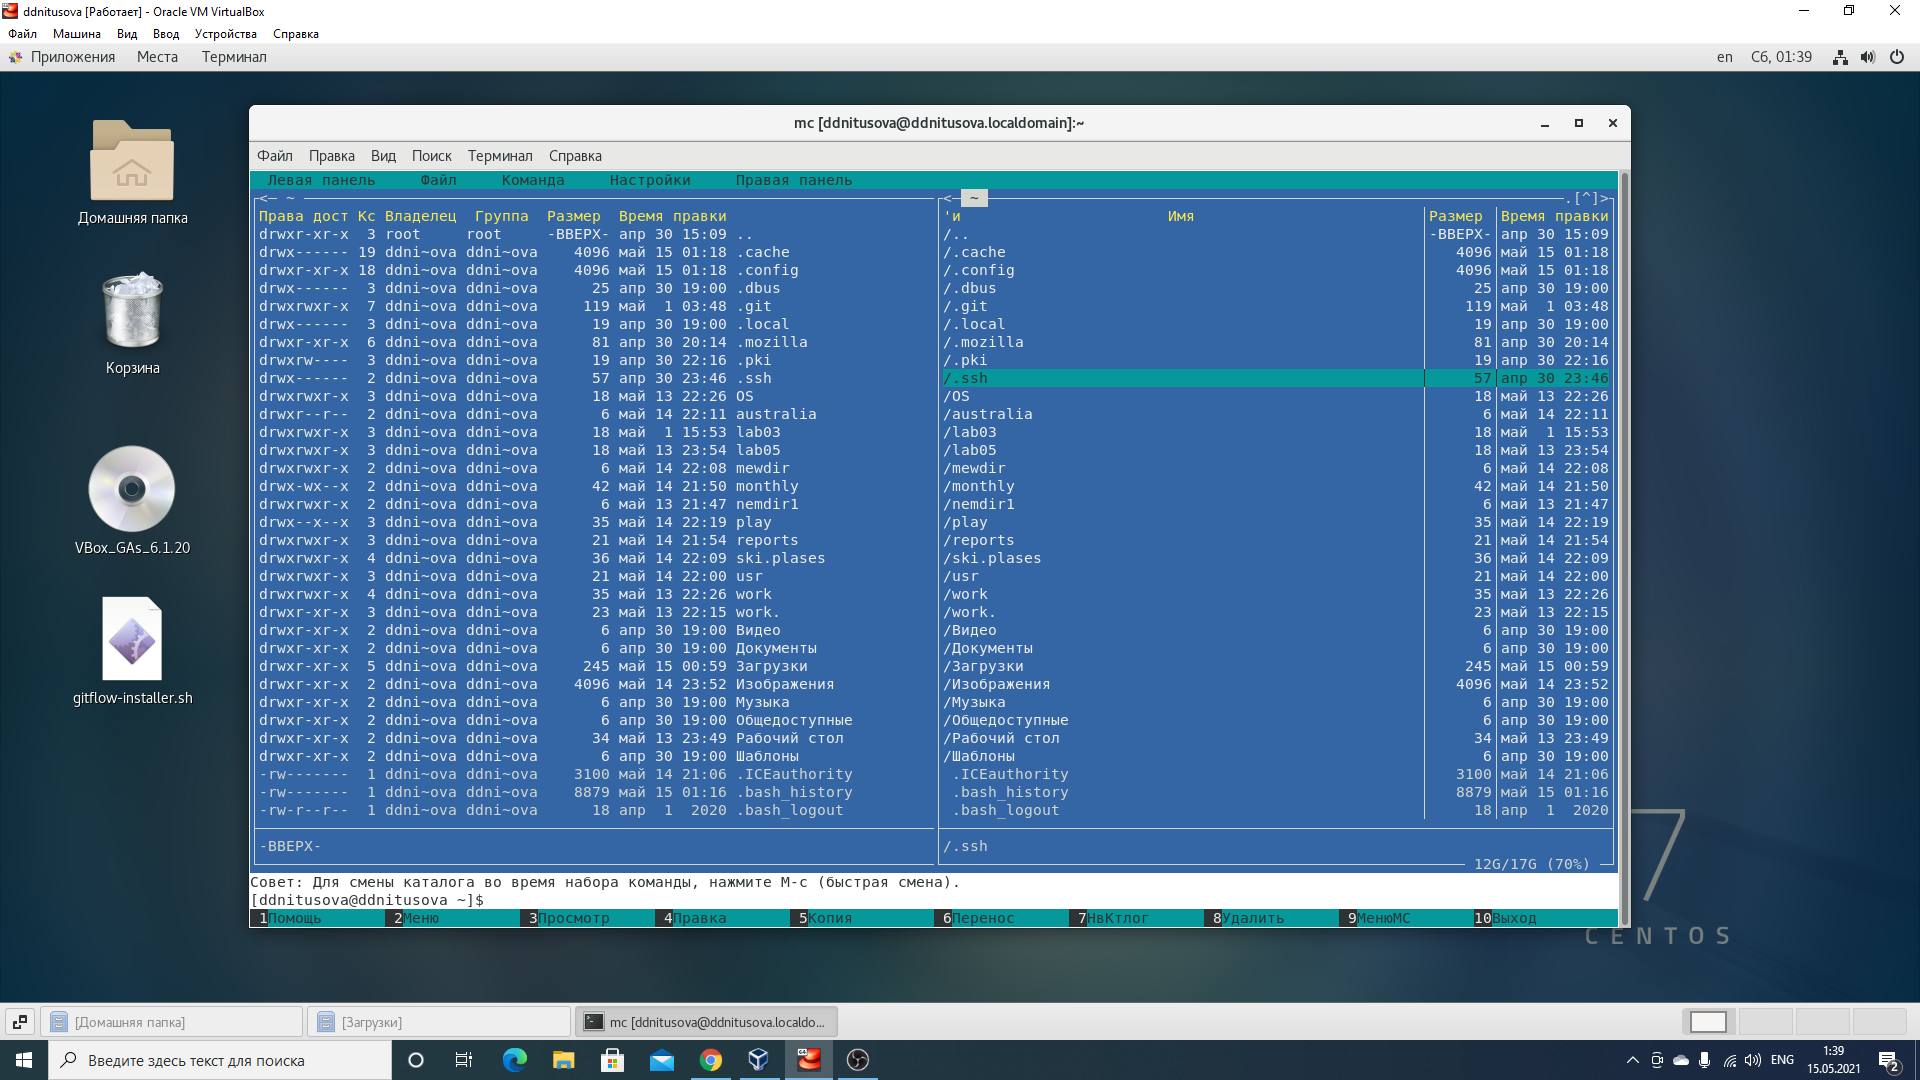 ddnitusova [Работает] - Oracle VM VirtualBox
Файл Машина Вид Ввод Устройства Справка
Приложения Места Терминал en Сб, 01:39
Домашняя папка
Корзина
VBox_GAs_6.1.20
gitflow-installer.sh
mc [ddnitusova@ddnitusova.localdomain]:~
Файл Правка Вид Поиск Терминал Справка
Левая панель Файл Команда Настройки Правая панель
<─ ~ <─ ~ .[^]>
Права дост Кс Владелец Группа Размер Время правки 'и Имя Размер Время правки
drwxr-xr-x 3 root root -ВВЕРХ- апр 30 15:09 .. /.. -ВВЕРХ- апр 30 15:09
drwx------ 19 ddni~ova ddni~ova 4096 май 15 01:18 .cache /.cache 4096 май 15 01:18
drwxr-xr-x 18 ddni~ova ddni~ova 4096 май 15 01:18 .config /.config 4096 май 15 01:18
drwx------ 3 ddni~ova ddni~ova 25 апр 30 19:00 .dbus /.dbus 25 апр 30 19:00
drwxrwxr-x 7 ddni~ova ddni~ova 119 май 1 03:48 .git /.git 119 май 1 03:48
drwx------ 3 ddni~ova ddni~ova 19 апр 30 19:00 .local /.local 19 апр 30 19:00
drwxr-xr-x 6 ddni~ova ddni~ova 81 апр 30 20:14 .mozilla /.mozilla 81 апр 30 20:14
drwxrw---- 3 ddni~ova ddni~ova 19 апр 30 22:16 .pki /.pki 19 апр 30 22:16
drwx------ 2 ddni~ova ddni~ova 57 апр 30 23:46 .ssh /.ssh 57 апр 30 23:46
drwxrwxr-x 3 ddni~ova ddni~ova 18 май 13 22:26 OS /OS 18 май 13 22:26
drwxr--r-- 2 ddni~ova ddni~ova 6 май 14 22:11 australia /australia 6 май 14 22:11
drwxrwxr-x 3 ddni~ova ddni~ova 18 май 1 15:53 lab03 /lab03 18 май 1 15:53
drwxrwxr-x 3 ddni~ova ddni~ova 18 май 13 23:54 lab05 /lab05 18 май 13 23:54
drwxrwxr-x 2 ddni~ova ddni~ova 6 май 14 22:08 mewdir /mewdir 6 май 14 22:08
drwx-wx--x 2 ddni~ova ddni~ova 42 май 14 21:50 monthly /monthly 42 май 14 21:50
drwxrwxr-x 2 ddni~ova ddni~ova 6 май 13 21:47 nemdir1 /nemdir1 6 май 13 21:47
drwx--x--x 3 ddni~ova ddni~ova 35 май 14 22:19 play /play 35 май 14 22:19
drwxrwxr-x 3 ddni~ova ddni~ova 21 май 14 21:54 reports /reports 21 май 14 21:54
drwxrwxr-x 4 ddni~ova ddni~ova 36 май 14 22:09 ski.plases /ski.plases 36 май 14 22:09
drwxrwxr-x 3 ddni~ova ddni~ova 21 май 14 22:00 usr /usr 21 май 14 22:00
drwxrwxr-x 4 ddni~ova ddni~ova 35 май 13 22:26 work /work 35 май 13 22:26
drwxr-xr-x 3 ddni~ova ddni~ova 23 май 13 22:15 work. /work. 23 май 13 22:15
drwxr-xr-x 2 ddni~ova ddni~ova 6 апр 30 19:00 Видео /Видео 6 апр 30 19:00
drwxr-xr-x 2 ddni~ova ddni~ova 6 апр 30 19:00 Документы /Документы 6 апр 30 19:00
drwxr-xr-x 5 ddni~ova ddni~ova 245 май 15 00:59 Загрузки /Загрузки 245 май 15 00:59
drwxr-xr-x 2 ddni~ova ddni~ova 4096 май 14 23:52 Изображения /Изображения 4096 май 14 23:52
drwxr-xr-x 2 ddni~ova ddni~ova 6 апр 30 19:00 Музыка /Музыка 6 апр 30 19:00
drwxr-xr-x 2 ddni~ova ddni~ova 6 апр 30 19:00 Общедоступные /Общедоступные 6 апр 30 19:00
drwxr-xr-x 2 ddni~ova ddni~ova 34 май 13 23:49 Рабочий стол /Рабочий стол 34 май 13 23:49
drwxr-xr-x 2 ddni~ova ddni~ova 6 апр 30 19:00 Шаблоны /Шаблоны 6 апр 30 19:00
-rw------- 1 ddni~ova ddni~ova 3100 май 14 21:06 .ICEauthority .ICEauthority 3100 май 14 21:06
-rw------- 1 ddni~ova ddni~ova 8879 май 15 01:16 .bash_history .bash_history 8879 май 15 01:16
-rw-r--r-- 1 ddni~ova ddni~ova 18 апр 1 2020 .bash_logout .bash_logout 18 апр 1 2020
-ВВЕРХ- /.ssh
12G/17G (70%)
Совет: Для смены каталога во время набора команды, нажмите M-c (быстрая смена).
[ddnitusova@ddnitusova ~]$
1Помощь 2Меню 3Просмотр 4Правка 5Копия 6Перенос 7НвКтлог 8Удалить 9МенюМС 10Выход
7
CENTOS
[Домашняя папка] [Загрузки] mc [ddnitusova@ddnitusova.localdo...
Введите здесь текст для поиска ENG 1:39
15.05.2021 2